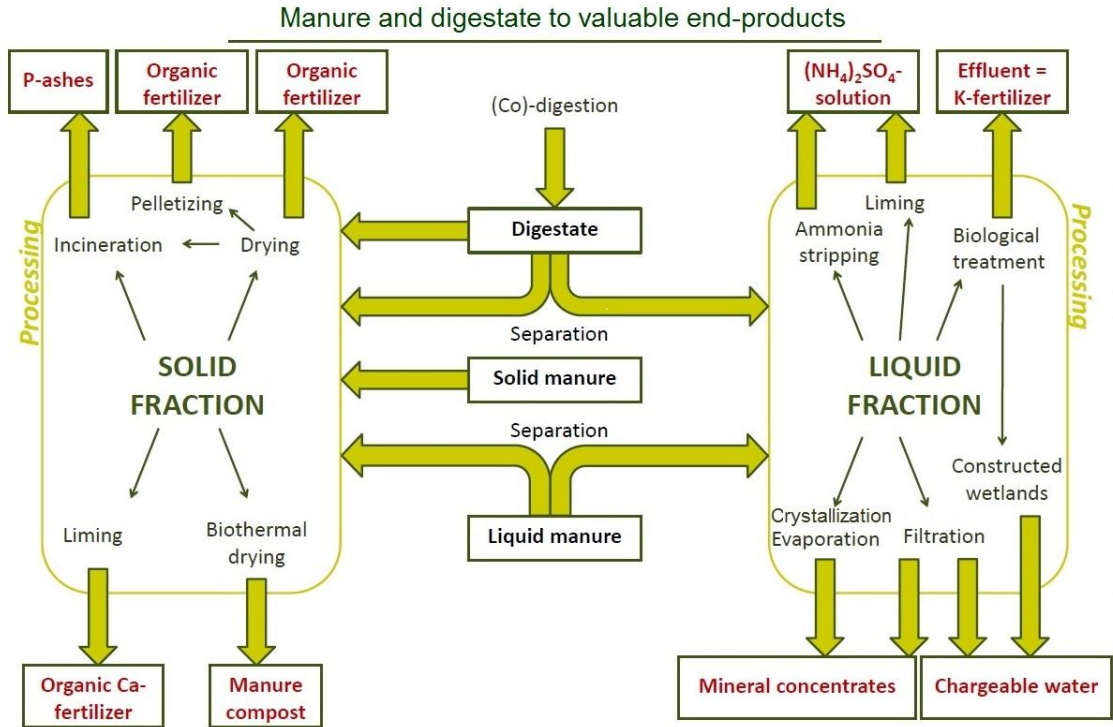 Manure and digestate to valuable end-products
P-ashes
Organic
fertilizer
Organic
fertilizer
(NH₄)₂SO₄-
solution
Effluent =
K-fertilizer
(Co)-digestion
Processing
Pelletizing
Incineration
Drying
SOLID
FRACTION
Liming
Biothermal
drying
Digestate
Separation
Solid manure
Separation
Liquid manure
Processing
Liming
Ammonia
stripping
Biological
treatment
LIQUID
FRACTION
Constructed
wetlands
Crystallization
Evaporation
Filtration
Organic Ca-
fertilizer
Manure
compost
Mineral concentrates
Chargeable water